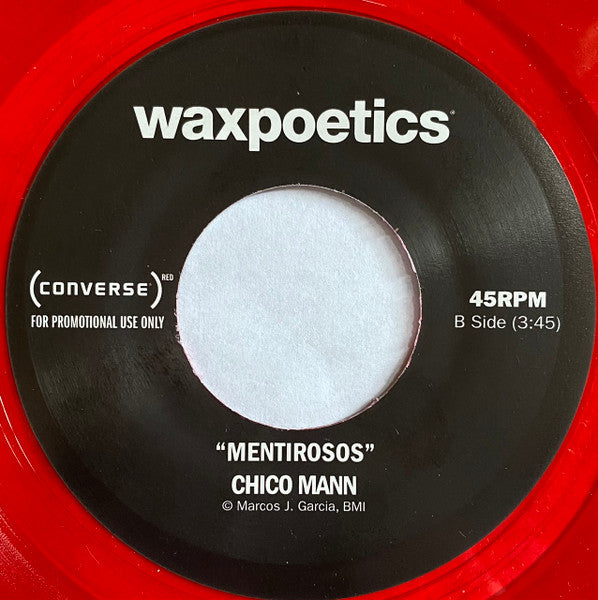 waxpoetics®
(CONVERSE) RED
FOR PROMOTIONAL USE ONLY
45RPM
B Side (3:45)
“MENTIROSOS”
CHICO MANN
© Marcos J. Garcia, BMI